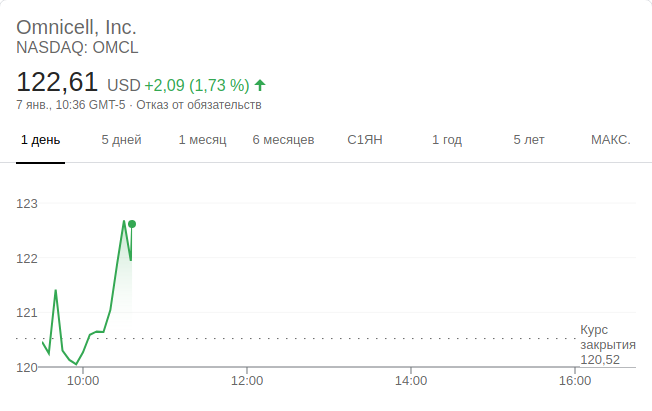 Omnicell, Inc.
NASDAQ: OMCL
122,61 USD +2,09 (1,73 %)
7 янв., 10:36 GMT-5 · Отказ от обязательств
1 день 5 дней 1 месяц 6 месяцев С1ЯН 1 год 5 лет МАКС.
123
122
121
120
Курс
закрытия
120,52
10:00 12:00 14:00 16:00